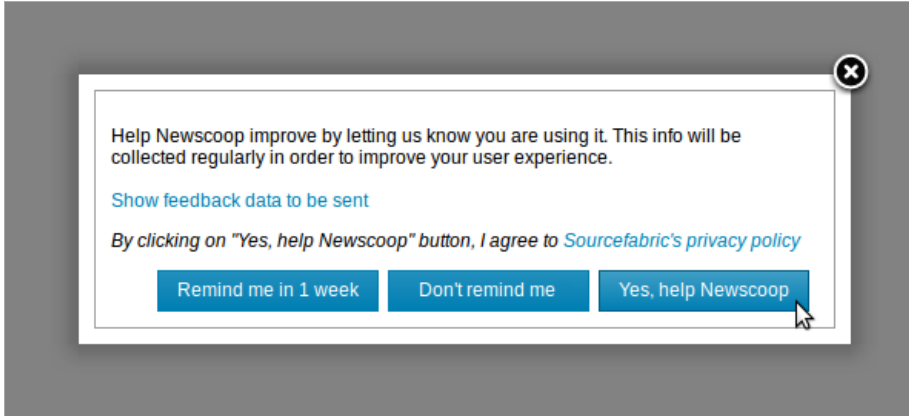 Help Newscoop improve by letting us know you are using it. This info will be
collected regularly in order to improve your user experience.
Show feedback data to be sent
By clicking on "Yes, help Newscoop" button, I agree to Sourcefabric's privacy policy
Remind me in 1 week Don't remind me Yes, help Newscoop